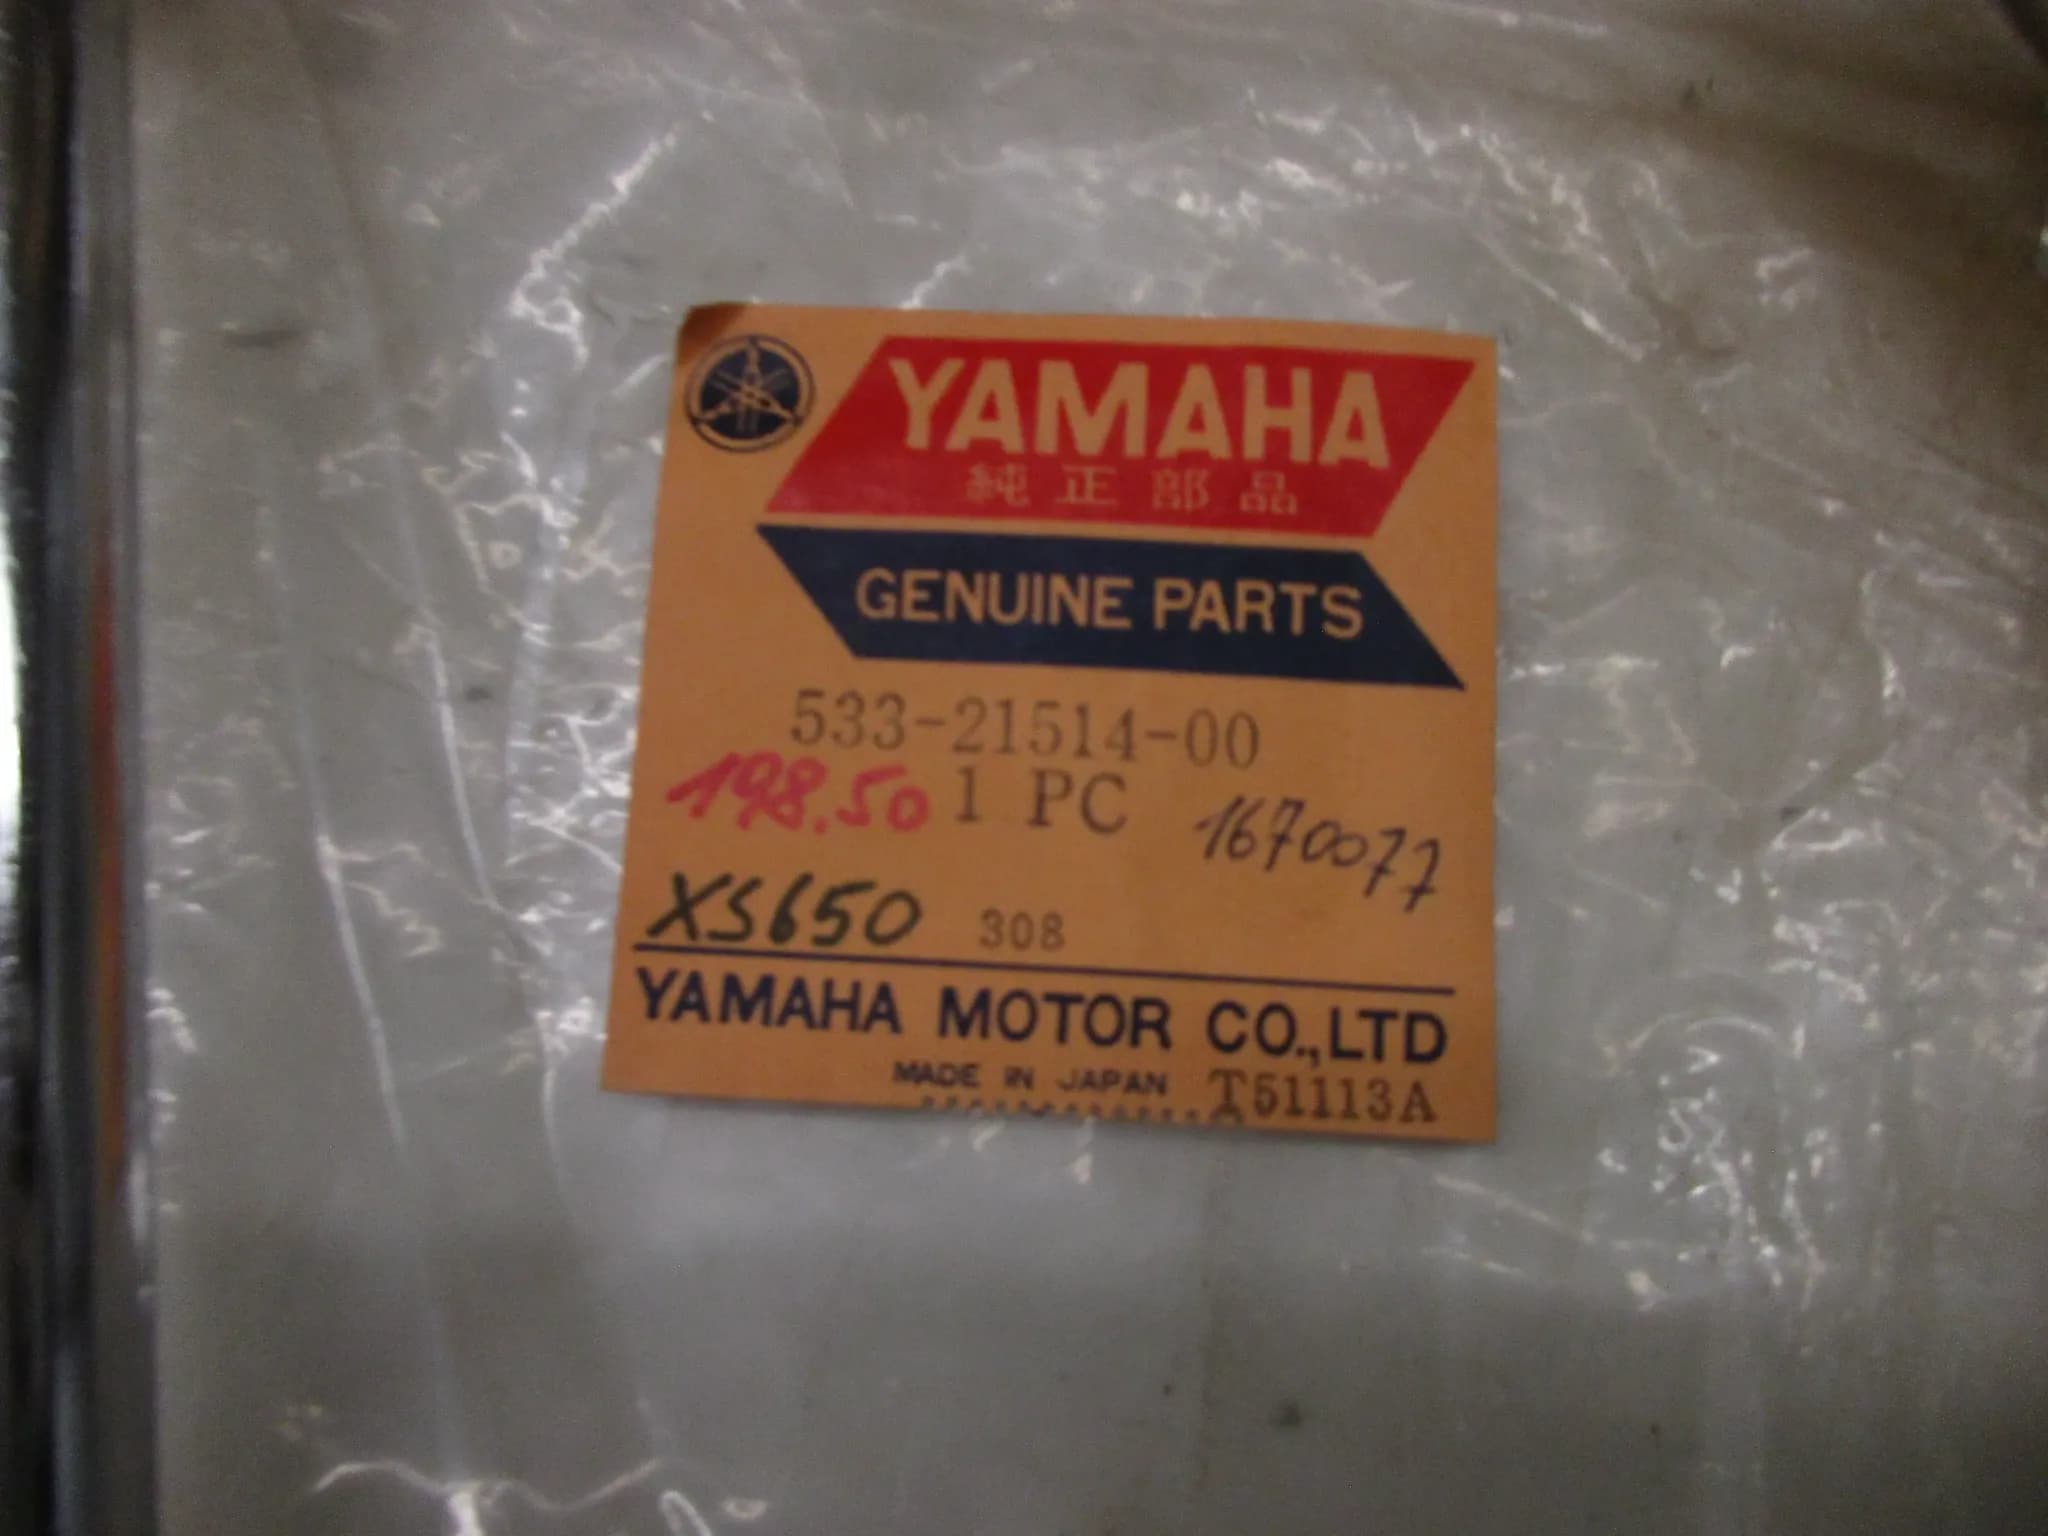 YAMAHA
純正部品
GENUINE PARTS
533-21514-00
198.50 1 PC 1670077
XS650 308
YAMAHA MOTOR CO.,LTD
MADE IN JAPAN T51113A